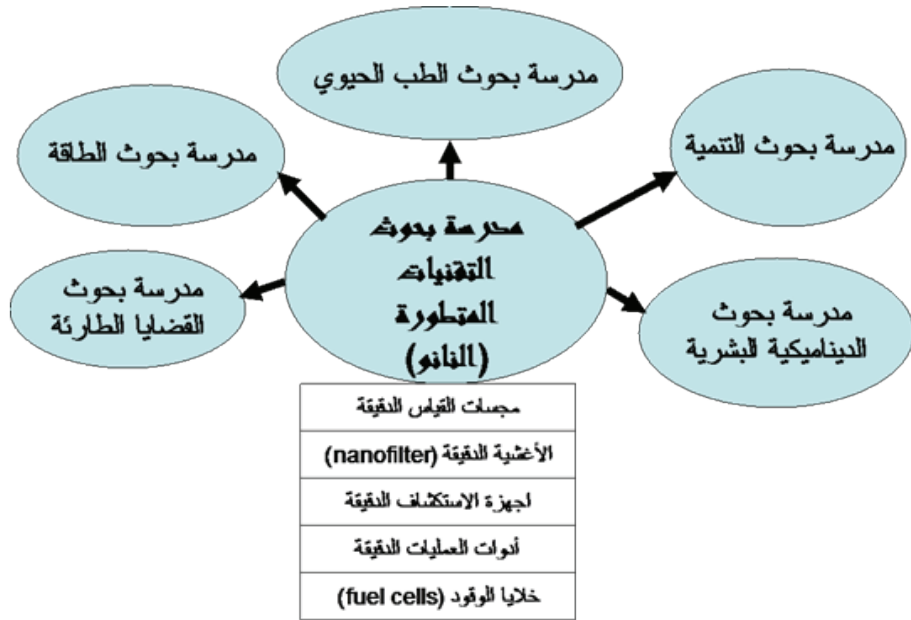 مدرسة بحوث الطب الحيوي
مدرسة بحوث التنمية
مدرسة بحوث الطاقة
مدرسة بحوث
التقنيات
المتطورة
(النانو)
مدرسة بحوث
القضايا الطارئة
مدرسة بحوث
الديناميكية البشرية
مجسات القياس الدقيقة
الأغشية الدقيقة (nanofilter)
اجهزة الاستكشاف الدقيقة
أدوات العمليات الدقيقة
خلايا الوقود (fuel cells)